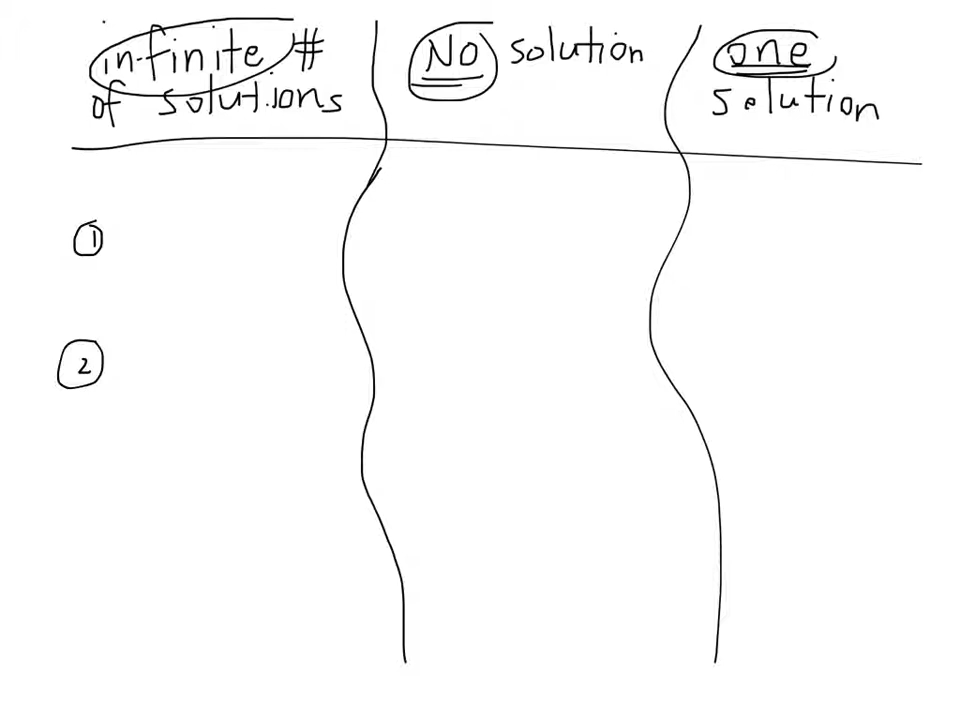 infinite #
of solutions
NO solution
one
solution
1
2